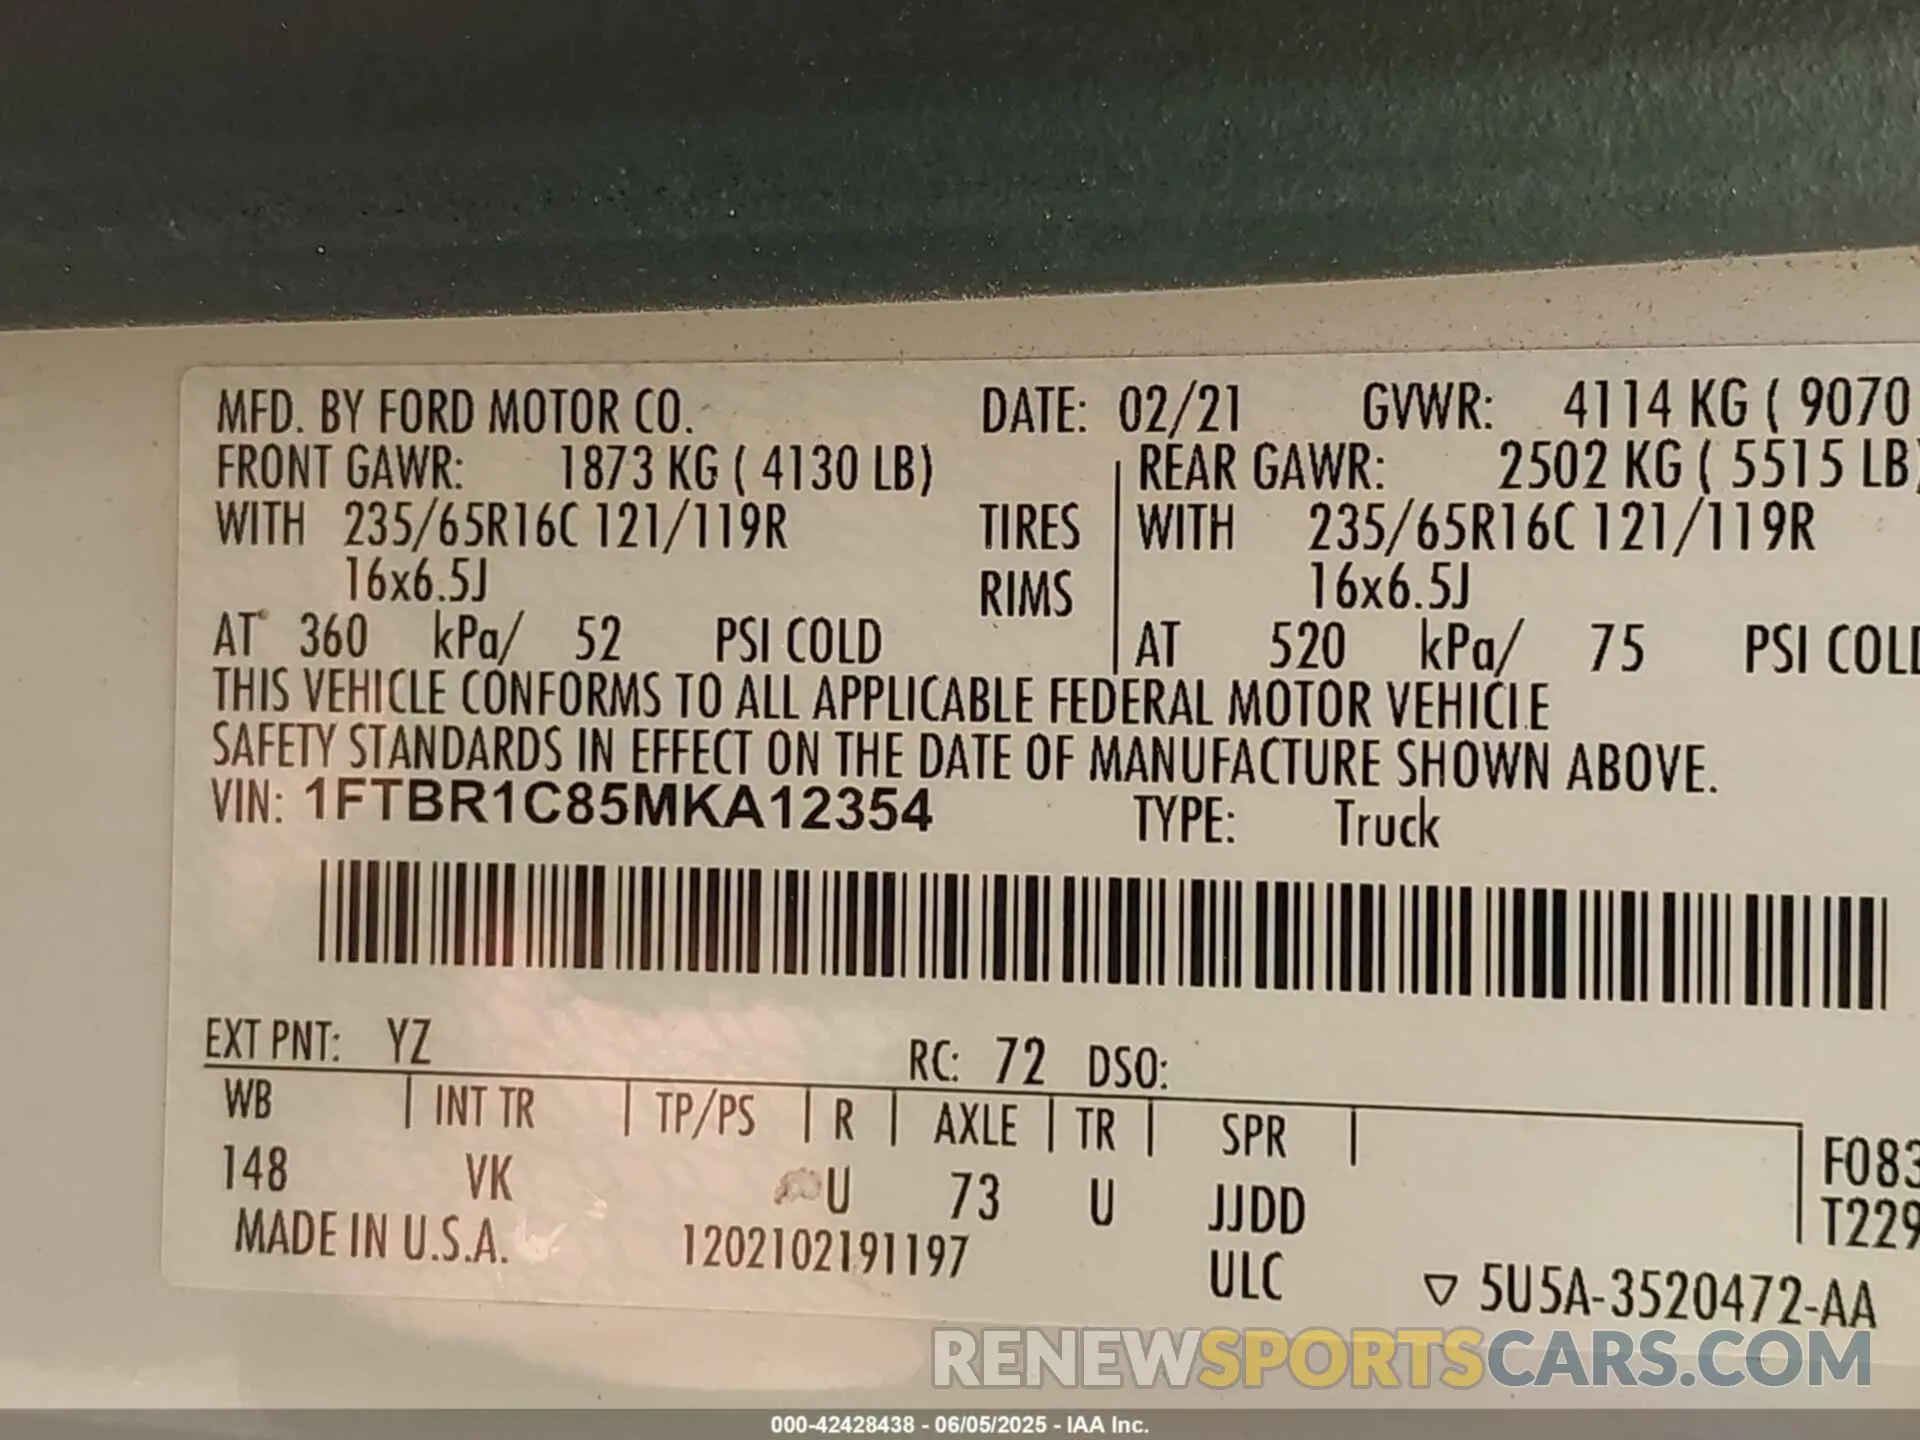 MFD. BY FORD MOTOR CO. DATE: 02/21 GVWR: 4114 KG ( 9070
FRONT GAWR: 1873 KG ( 4130 LB) REAR GAWR: 2502 KG ( 5515 LB)
WITH 235/65R16C 121/119R TIRES WITH 235/65R16C 121/119R
16x6.5J RIMS 16x6.5J
AT 360 kPa/ 52 PSI COLD AT 520 kPa/ 75 PSI COLD
THIS VEHICLE CONFORMS TO ALL APPLICABLE FEDERAL MOTOR VEHICLE
SAFETY STANDARDS IN EFFECT ON THE DATE OF MANUFACTURE SHOWN ABOVE.
VIN: 1FTBR1C85MKA12354 TYPE: Truck
EXT PNT: YZ RC: 72 DSO:
WB INT TR TP/PS R AXLE TR SPR
148 VK U 73 U JJDD F083
MADE IN U.S.A. 1202102191197 ULC T229
▽ 5U5A-3520472-AA
RENEWSPORTSCARS.COM
000-42428438 - 06/05/2025 - IAA Inc.